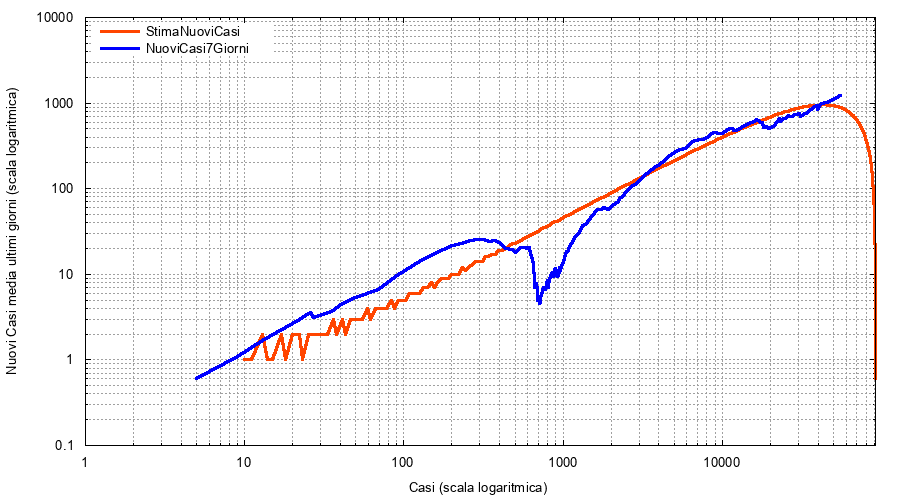 10000
1000
100
10
1
0.1
StimaNuoviCasi
NuoviCasi7Giorni
Nuovi Casi media ultimi giorni (scala logaritmica)
1
10
100
1000
10000
Casi (scala logaritmica)